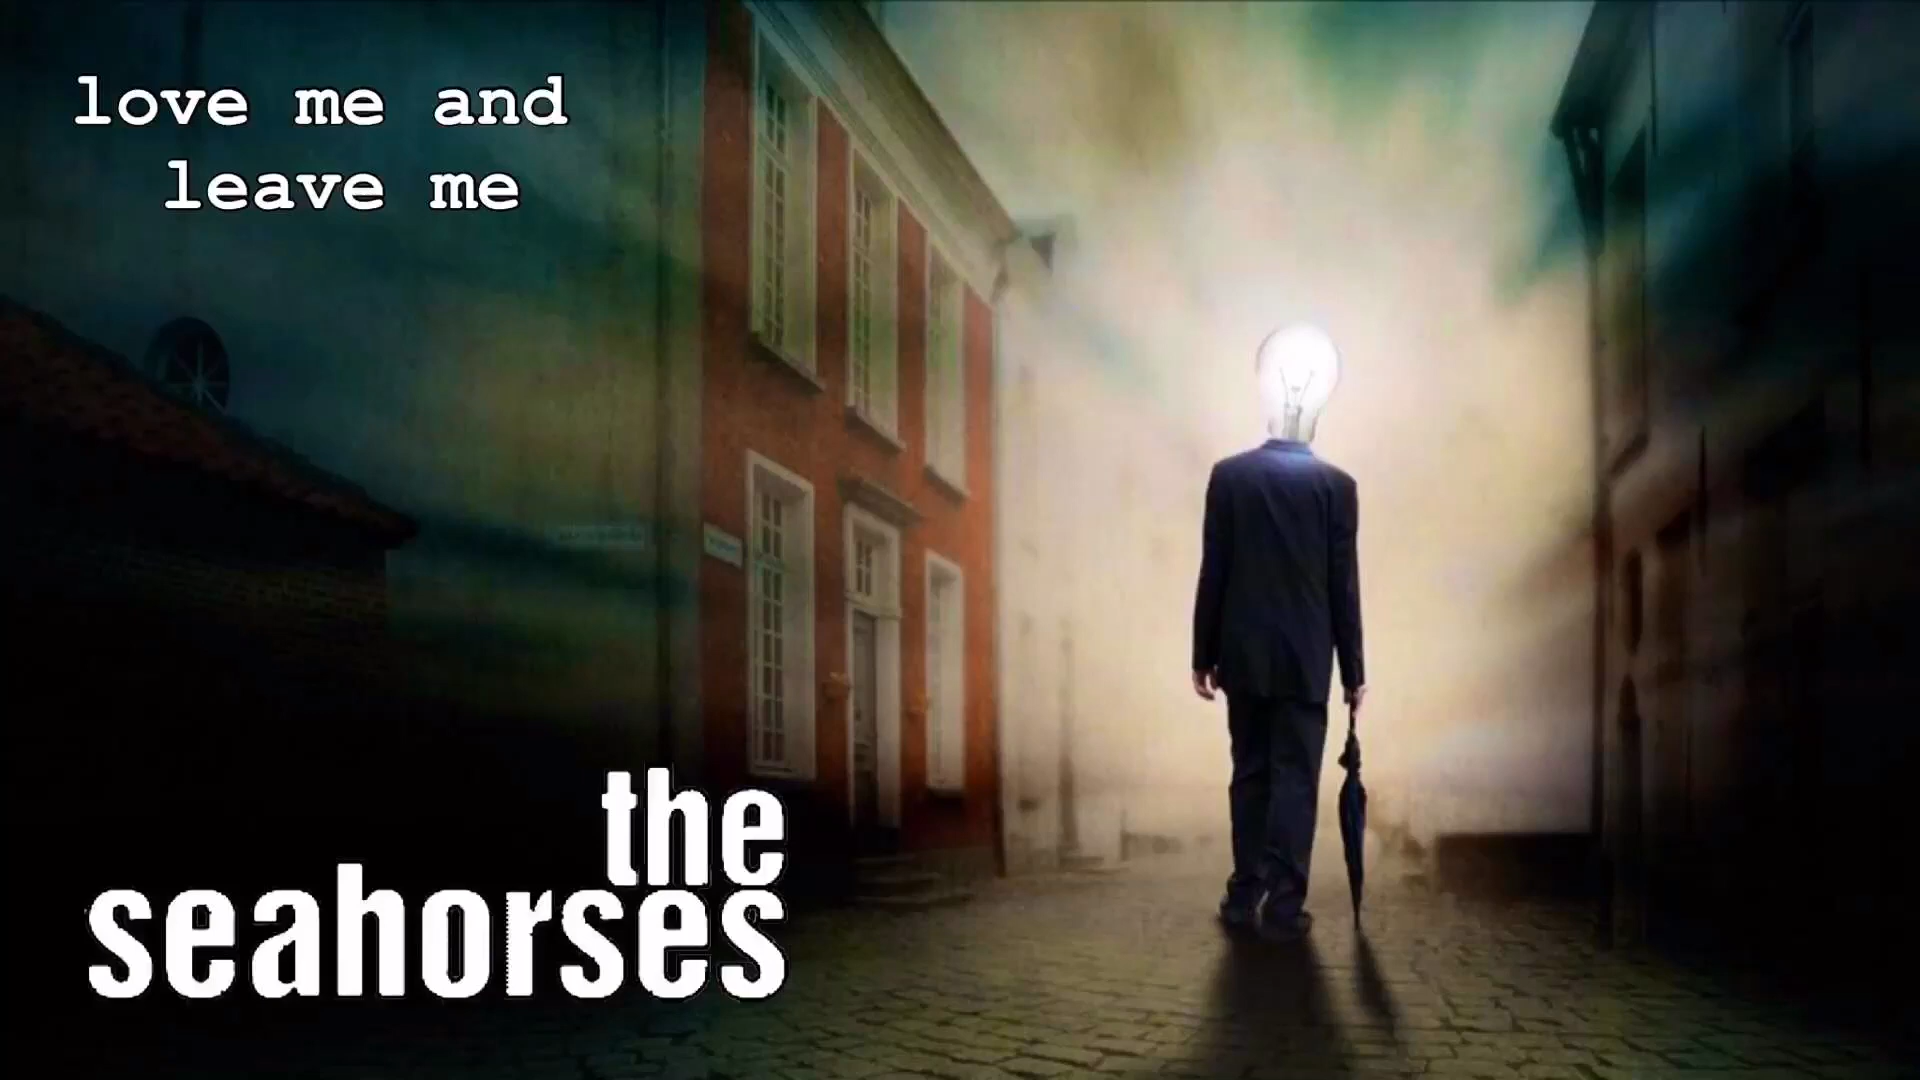 love me and
leave me
the
seahorses